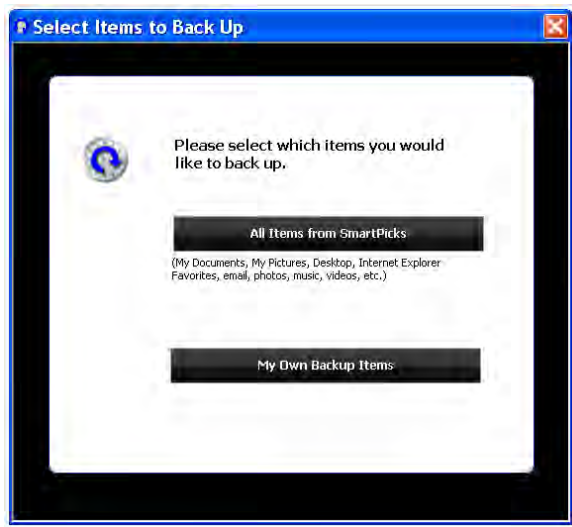 Select Items to Back Up
Please select which items you would
like to back up.
All Items from SmartPicks
(My Documents, My Pictures, Desktop, Internet Explorer
Favorites, email, photos, music, videos, etc.)
My Own Backup Items